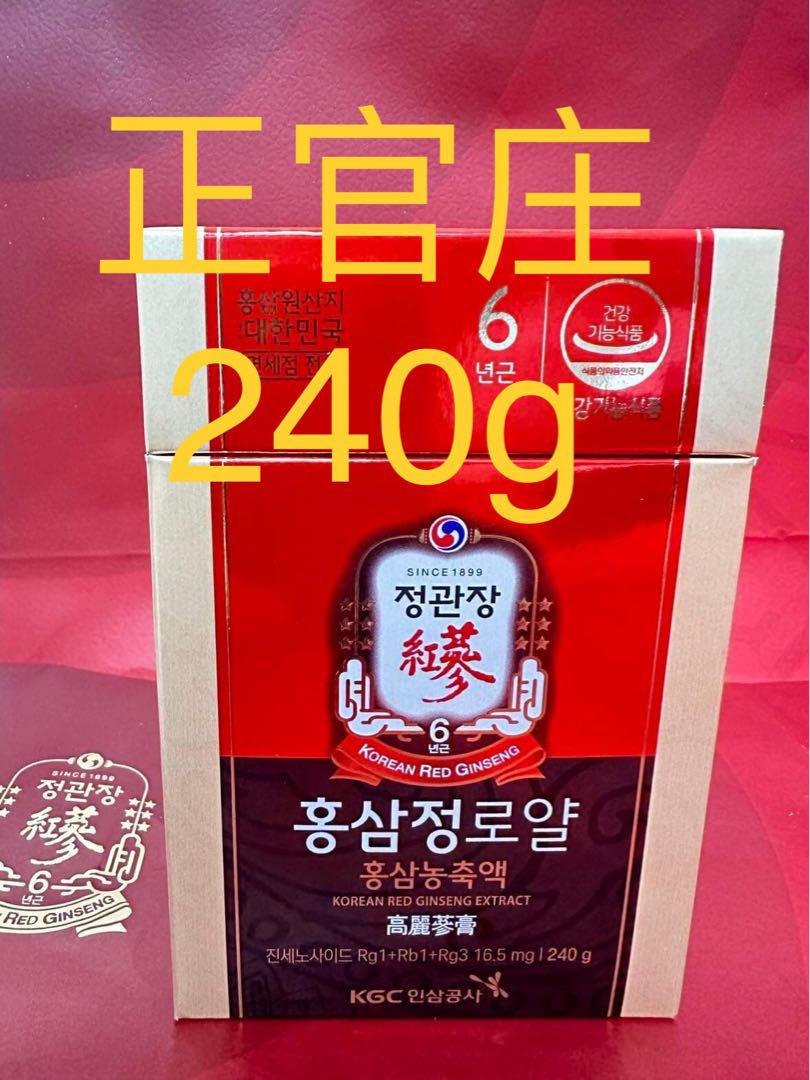 正官庄
240g
홍삼원산지
:대한민국
6
년근
건강
기능식품
식품의약품안전처
SINCE 1899
정관장
紅蔘
6
년근
KOREAN RED GINSENG
홍삼정로얄
홍삼농축액
KOREAN RED GINSENG EXTRACT
高麗蔘膏
진세노사이드 Rg1+Rb1+Rg3 16.5 mg | 240 g
KGC 인삼공사
SINCE 1899
정관장
紅蔘
6
년근
RED GINSENG